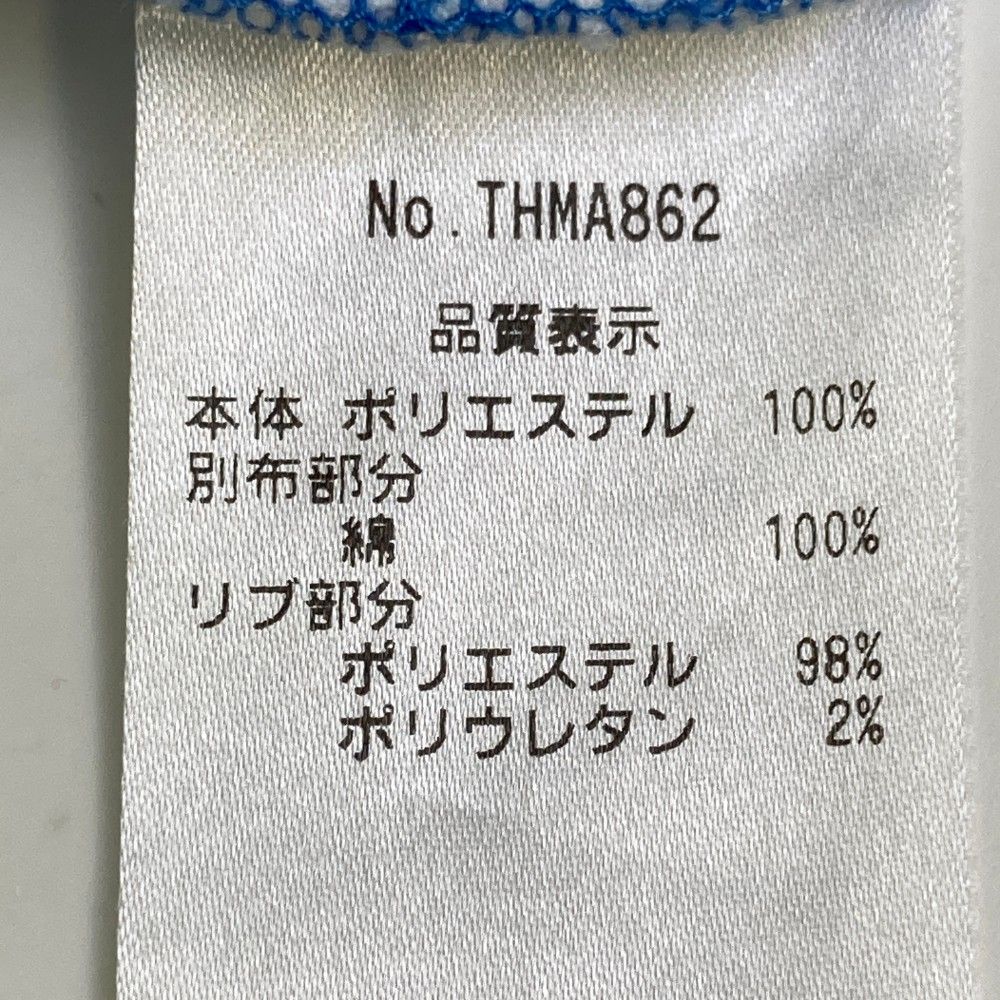 No.THMA862
品質表示
本体 ポリエステル 100%
別布部分
綿 100%
リブ部分
ポリエステル 98%
ポリウレタン 2%